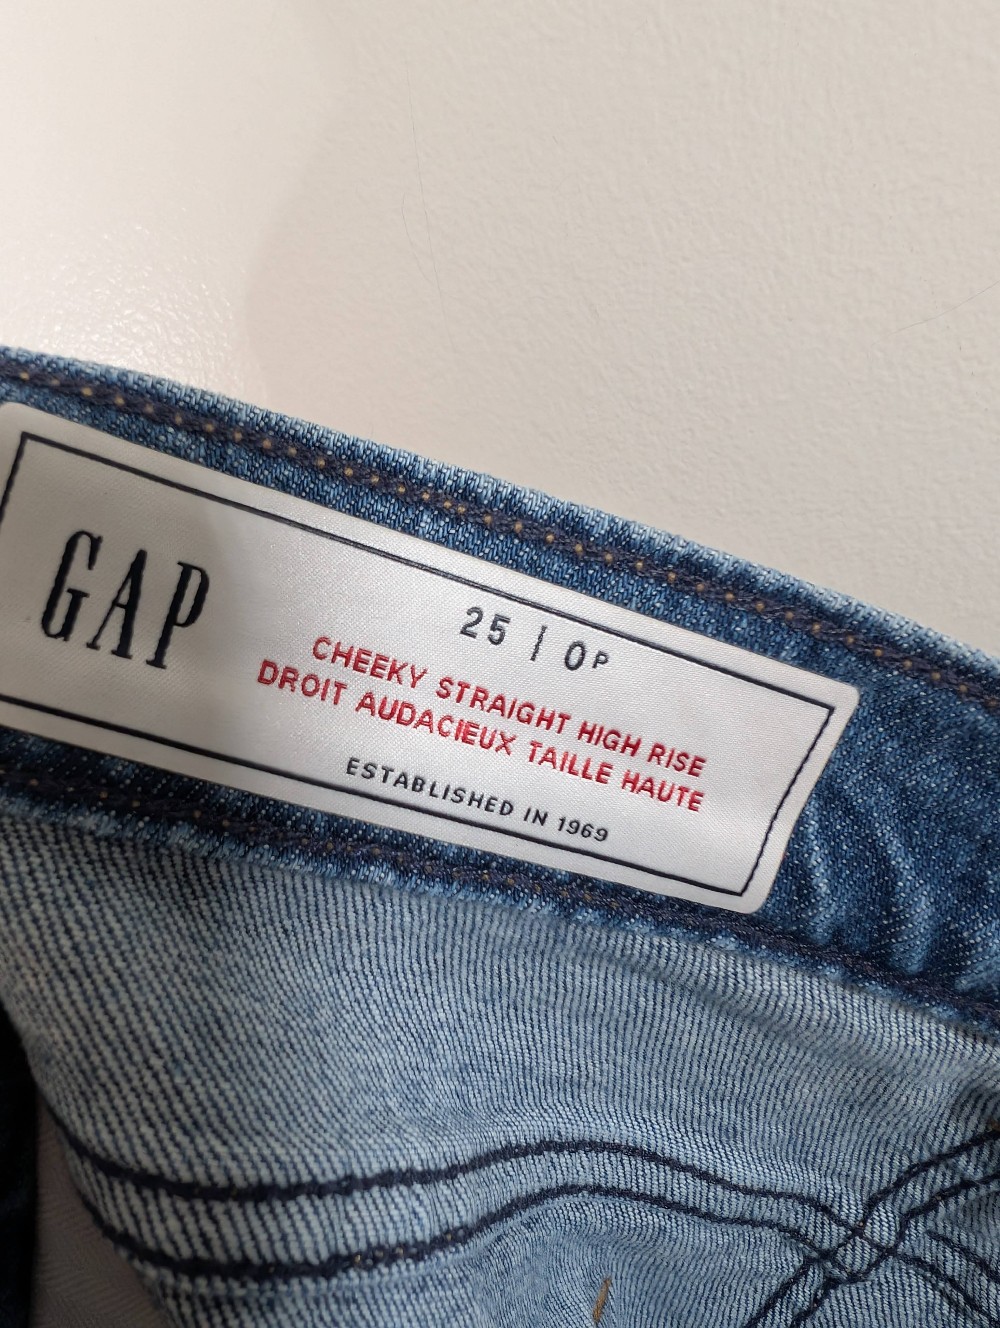 GAP
25 | 0P
CHEEKY STRAIGHT HIGH RISE
DROIT AUDACIEUX TAILLE HAUTE
ESTABLISHED IN 1969